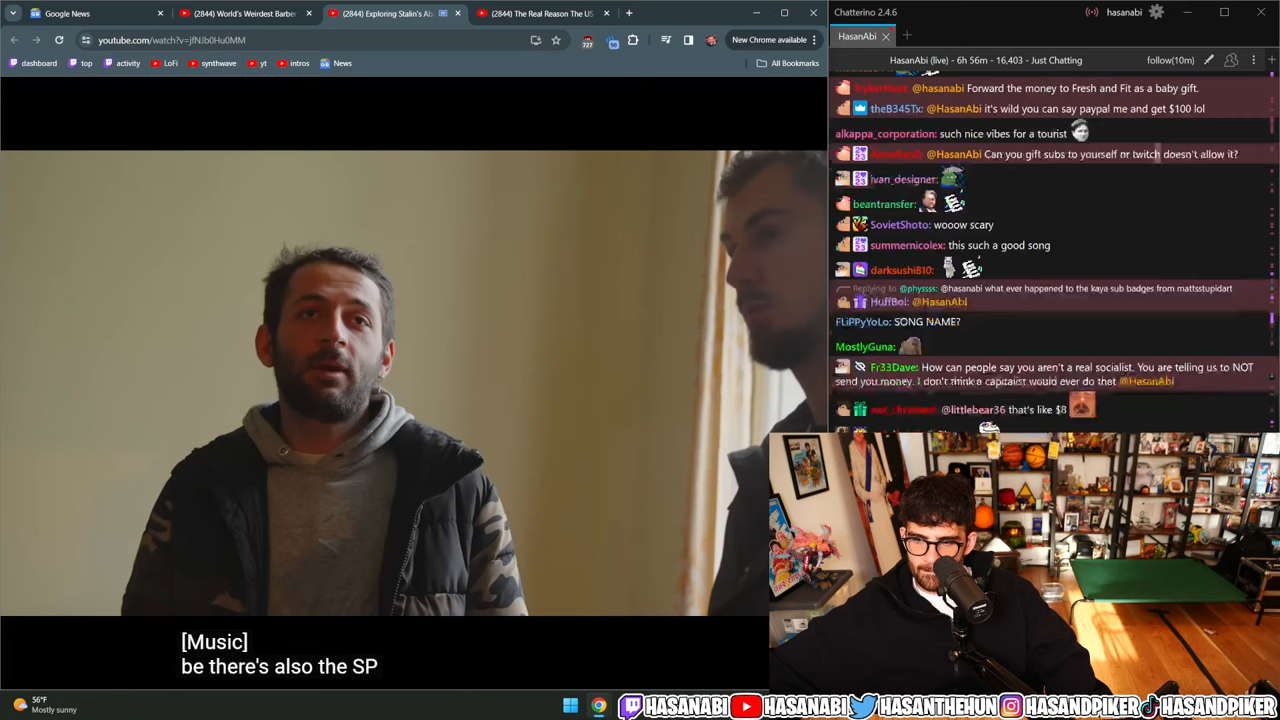 Google News
(2844) World's Weirdest Barber
(2844) Exploring Stalin's Ab
(2844) The Real Reason The US
youtube.com/watch?v=jfNJb0Hu0MM
727
New Chrome available
dashboard
top
activity
LoFi
synthwave
yt
intros
News
All Bookmarks
Chatterino 2.4.6
hasanabi
HasanAbi
HasanAbi (live) - 6h 56m - 16,403 - Just Chatting
follow(10m)
@hasanabi Forward the money to Fresh and Fit as a baby gift.
theB345Tx: @HasanAbi it's wild you can say paypal me and get $100 lol
alkappa_corporation: such nice vibes for a tourist
@HasanAbi Can you gift subs to yourself or twitch doesn't allow it?
ivan_designer:
beantransfer:
SovietShoto: wooow scary
summernicolex: this such a good song
darksushi810:
Replying to @physsss: @hasanabi what ever happened to the kaya sub badges from mattsstupidart
HuffBol: @HasanAbi
FLiPPyYoLo: SONG NAME?
MostlyGuna:
Fr33Dave: How can people say you aren't a real socialist. You are telling us to NOT
send you money. I don't think a capitaist would ever do that @HasanAbi
@littlebear36 that's like $8
[Music]
be there's also the SP
56°F
Mostly sunny
HASANABI HASANABI HASANTHEHUN HASANDPIKER HASANDPIKER